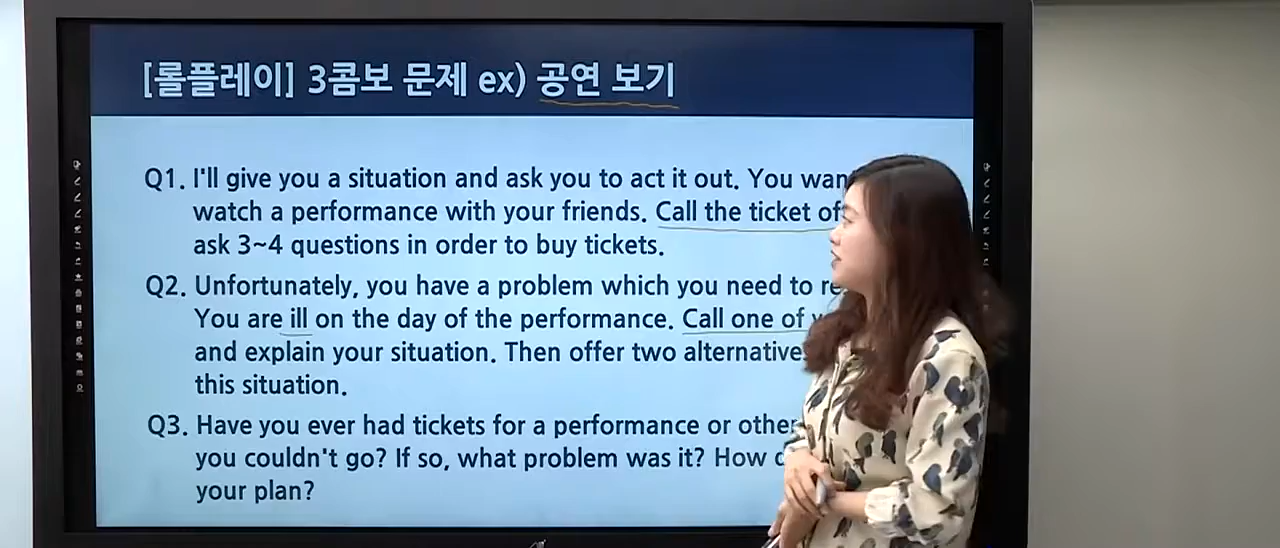 [롤플레이] 3콤보 문제 ex) 공연 보기
Q1. I'll give you a situation and ask you to act it out. You
watch a performance with your friends. Call the ticket
ask 3~4 questions in order to buy tickets.
Q2. Unfortunately, you have a problem which you need to
You are ill on the day of the performance. Call one of
and explain your situation. Then offer two
this situation.
Q3. Have you ever had tickets for a performance or
you couldn't go? If so, what problem was it? How
your plan?